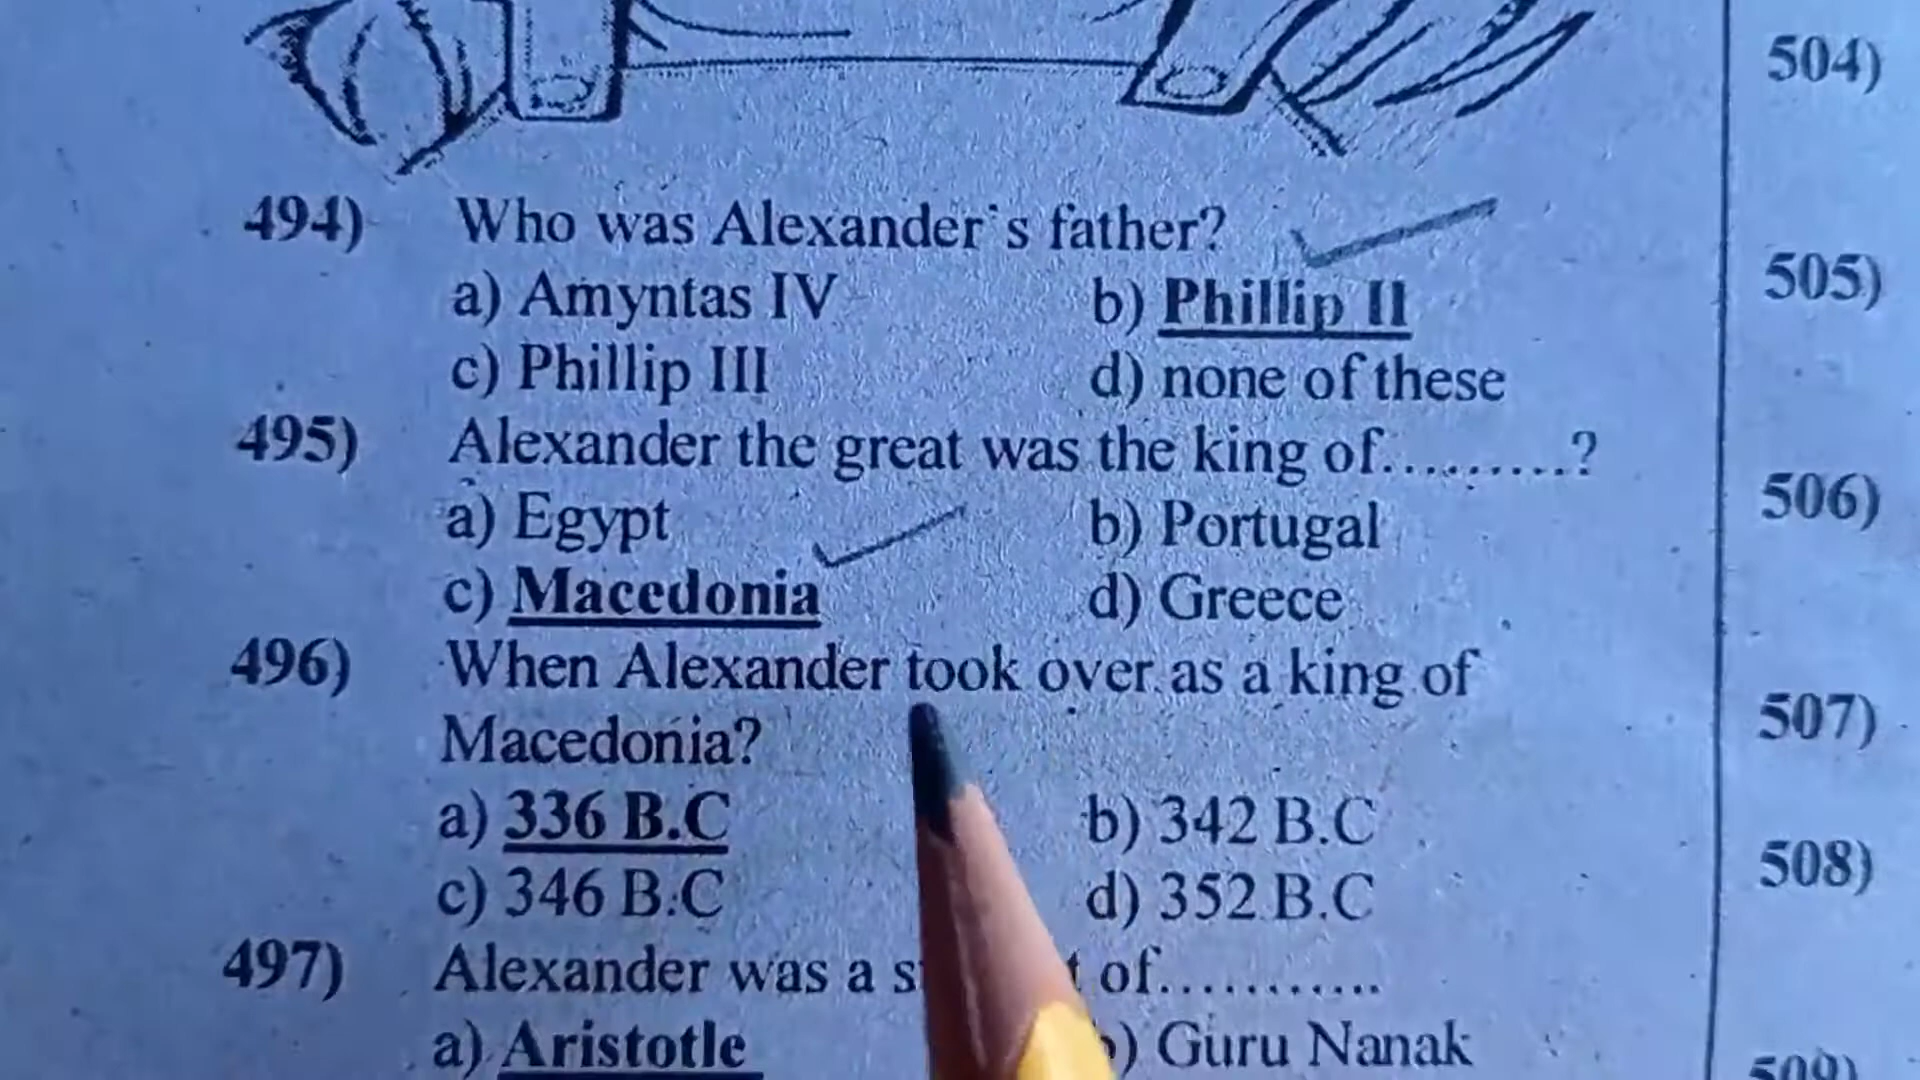 494) Who was Alexander's father?
a) Amyntas IV b) Phillip II
c) Phillip III d) none of these
495) Alexander the great was the king of.........?
a) Egypt b) Portugal
c) Macedonia d) Greece
496) When Alexander took over as a king of
Macedonia?
a) 336 B.C b) 342 B.C
c) 346 B.C d) 352 B.C
497) Alexander was a of...........
a) Aristotle b) Guru Nanak
504)
505)
506)
507)
508)
509)